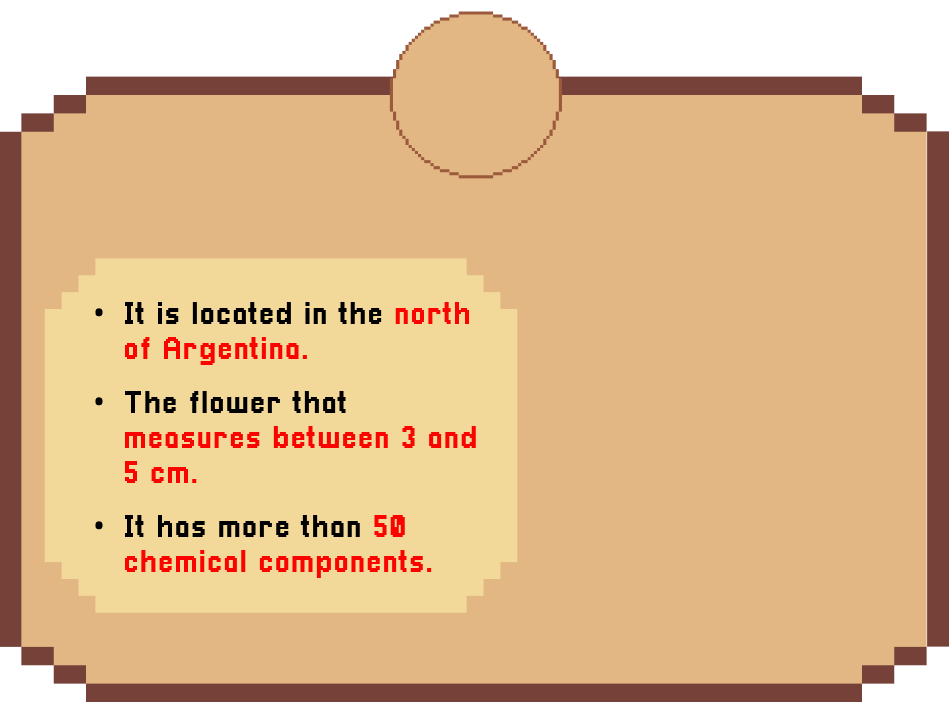 • It is located in the north
of Argentina.
• The flower that
measures between 3 and
5 cm.
• It has more than 50
chemical components.